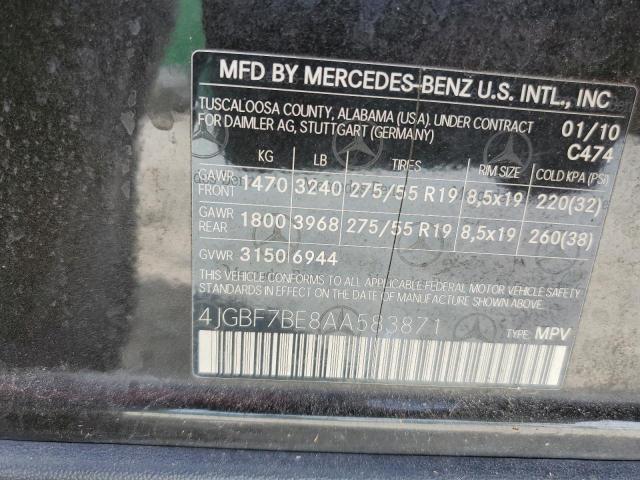 MFD BY MERCEDES-BENZ U.S. INTL., INC
TUSCALOOSA COUNTY, ALABAMA (USA). UNDER CONTRACT 01/10
FOR DAIMLER AG, STUTTGART (GERMANY) C474
KG LB TIRES RIM SIZE COLD KPA (PSI)
GAWR FRONT 1470 3240 275/55 R19 8,5x19 220(32)
GAWR REAR 1800 3968 275/55 R19 8,5x19 260(38)
GVWR 3150 6944
THIS VEHICLE CONFORMS TO ALL APPLICABLE FEDERAL MOTOR VEHICLE SAFETY
STANDARDS IN EFFECT ON THE DATE OF MANUFACTURE SHOWN ABOVE.
4JGBF7BE8AA583871 TYPE: MPV